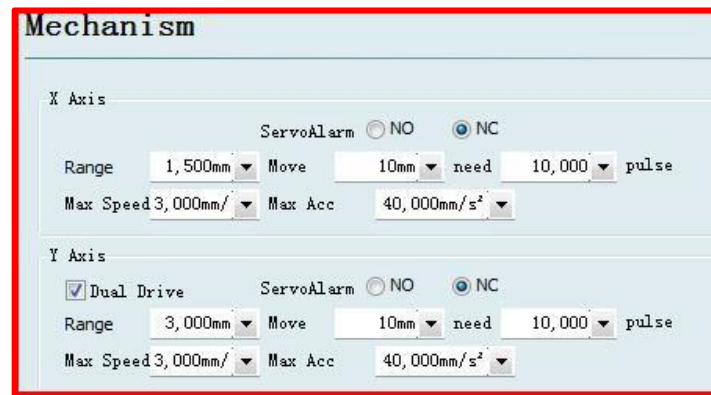 Mechanism
X Axis
ServoAlarm NO NC
Range 1,500mm Move 10mm need 10,000 pulse
Max Speed 3,000mm/ Max Acc 40,000mm/s²
Y Axis
Dual Drive ServoAlarm NO NC
Range 3,000mm Move 10mm need 10,000 pulse
Max Speed 3,000mm/ Max Acc 40,000mm/s²